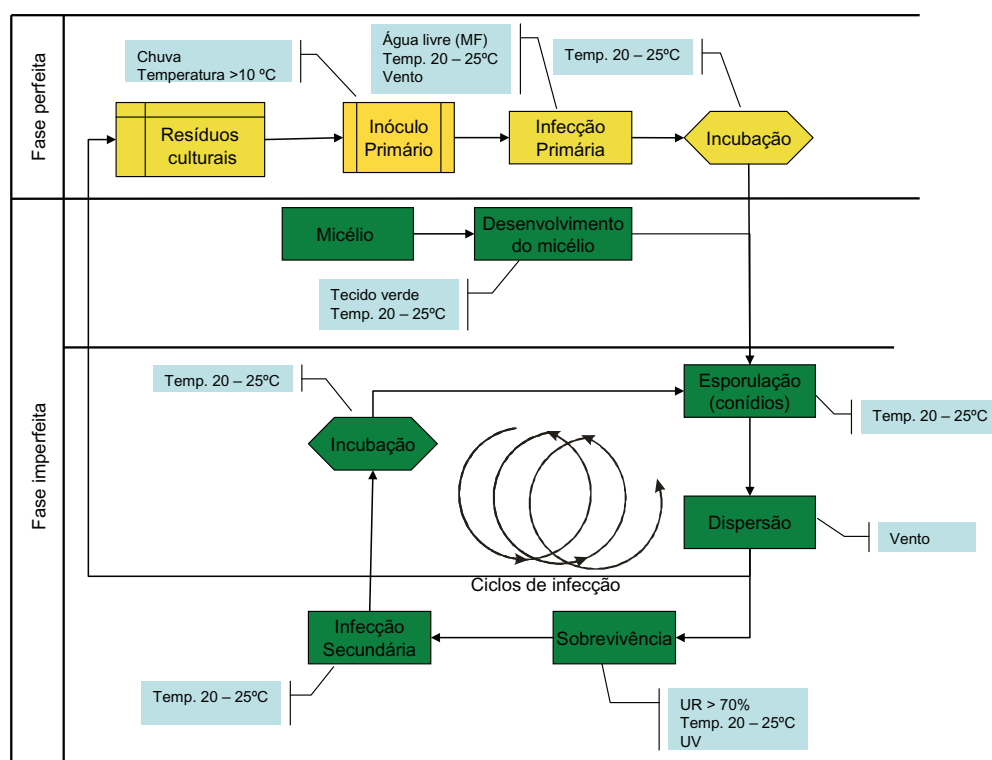 Fase perfeita
Chuva
Temperatura >10 ºC
Água livre (MF)
Temp. 20 – 25ºC
Vento
Temp. 20 – 25ºC
Resíduos
culturais
Inóculo
Primário
Infecção
Primária
Incubação
Fase imperfeita
Micélio
Desenvolvimento
do micélio
Tecido verde
Temp. 20 – 25ºC
Temp. 20 – 25ºC
Esporulação
(conídios)
Temp. 20 – 25ºC
Incubação
Dispersão
Vento
Ciclos de infecção
Infecção
Secundária
Sobrevivência
Temp. 20 – 25ºC
UR > 70%
Temp. 20 – 25ºC
UV